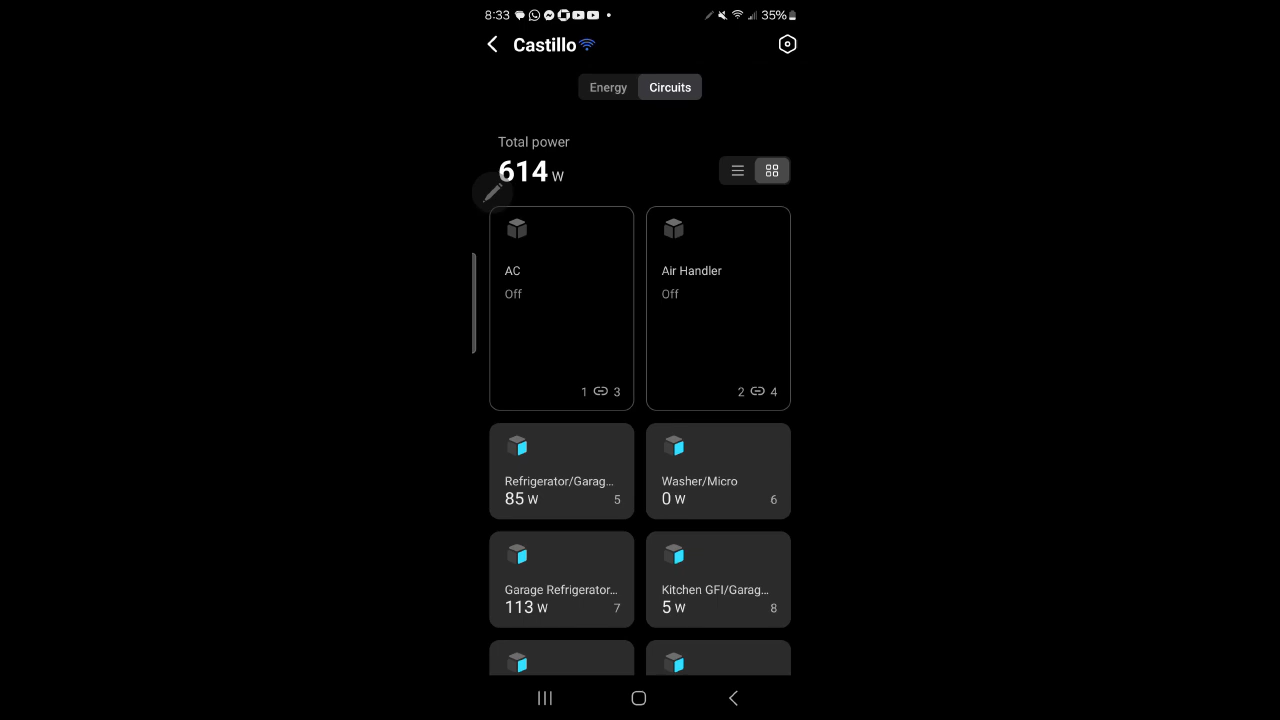 8:33 35%
Castillo
Energy Circuits
Total power
614 W
AC
Off
1 3
Air Handler
Off
2 4
Refrigerator/Garag...
85 W 5
Washer/Micro
0 W 6
Garage Refrigerator...
113 W 7
Kitchen GFI/Garag...
5 W 8